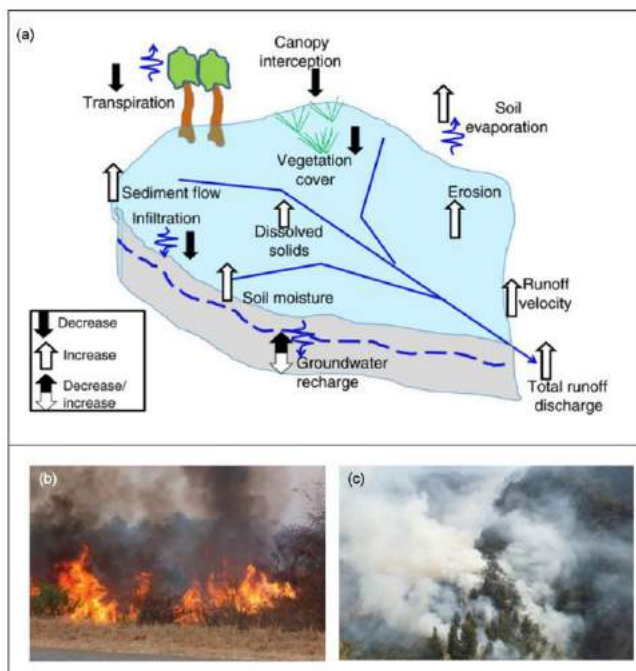 (a)
Canopy
interception
Transpiration
Soil
evaporation
Vegetation
cover
Sediment flow
Erosion
Infiltration
Dissolved
solids
Soil moisture
Runoff
velocity
Decrease
Increase
Decrease/
increase
Groundwater
recharge
Total runoff
discharge
(b)
(c)